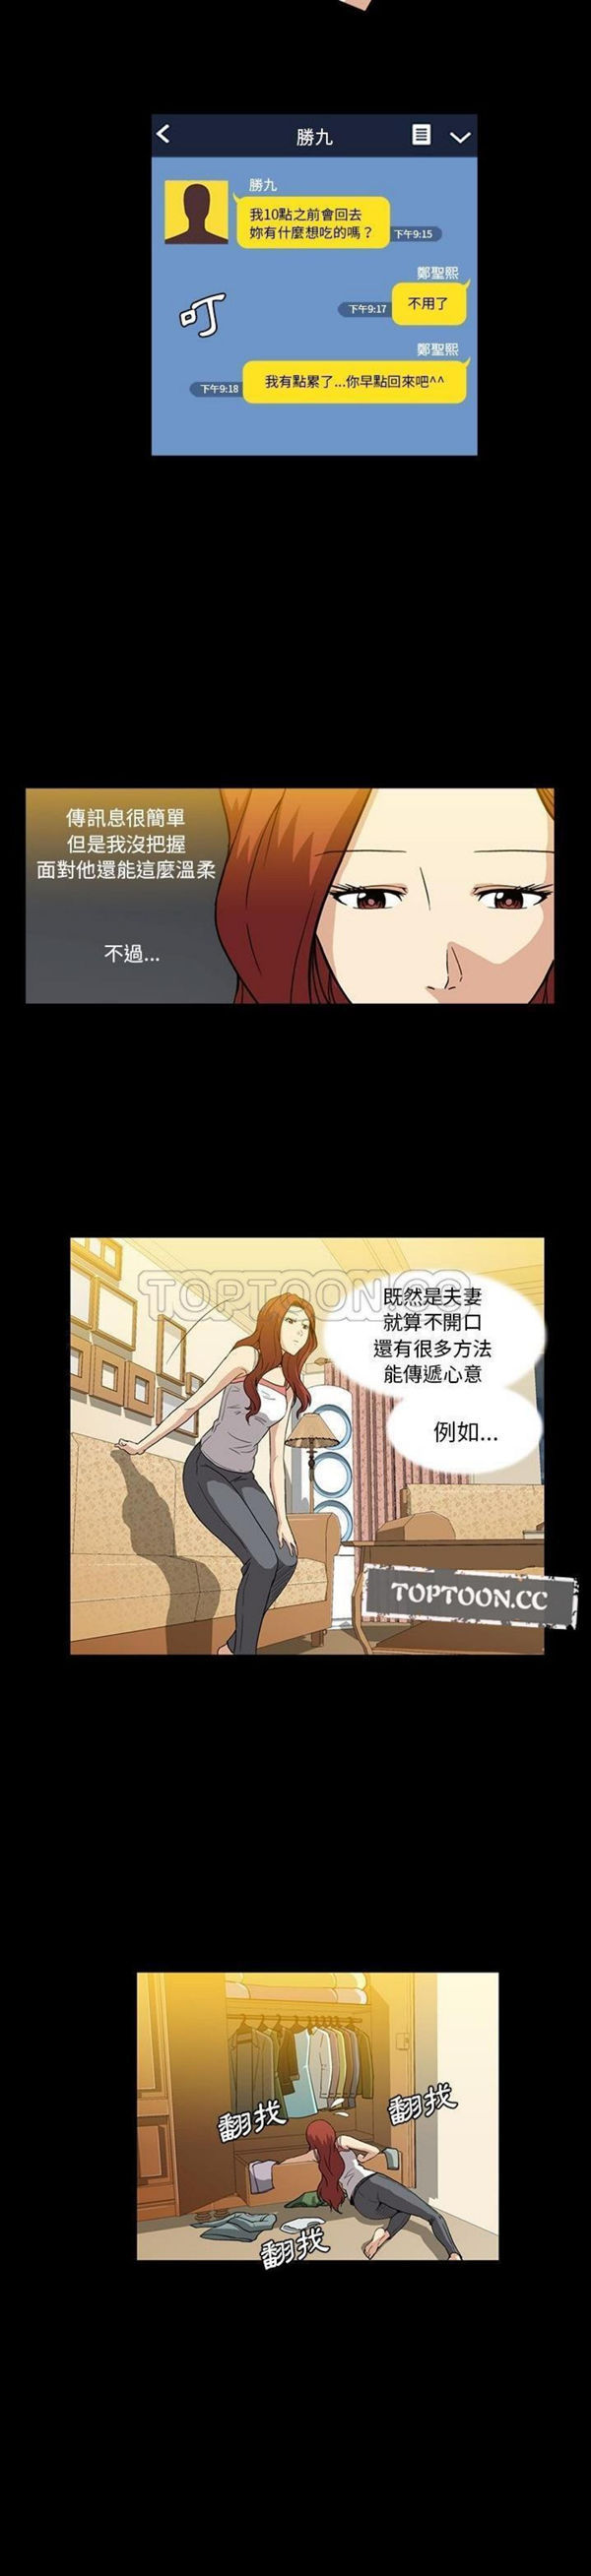 勝九
勝九
我10點之前會回去
妳有什麼想吃的嗎？
下午9:15
鄭聖熙
不用了
下午9:17
叮
鄭聖熙
我有點累了...你早點回來吧^^
下午9:18
傳訊息很簡單
但是我沒把握
面對他還能這麼溫柔
不過...
TOPTOON.CC
既然是夫妻
就算不開口
還有很多方法
能傳遞心意
例如...
TOPTOON.CC
翻找
翻找
翻找